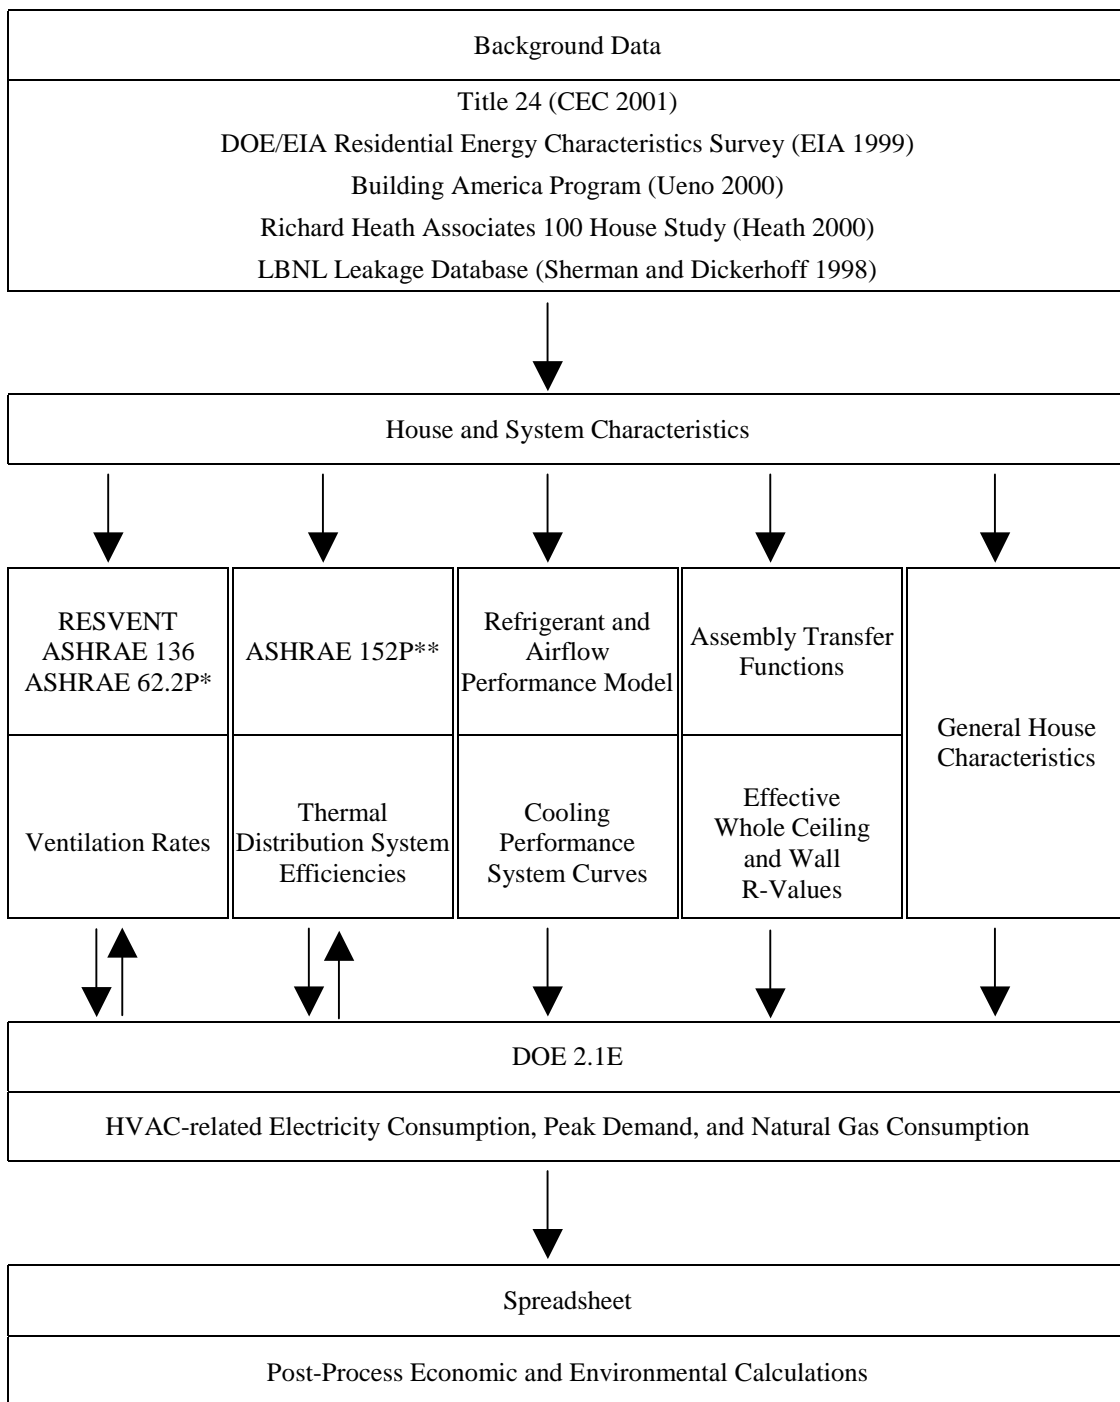 Background Data
Title 24 (CEC 2001)
DOE/EIA Residential Energy Characteristics Survey (EIA 1999)
Building America Program (Ueno 2000)
Richard Heath Associates 100 House Study (Heath 2000)
LBNL Leakage Database (Sherman and Dickerhoff 1998)
House and System Characteristics
RESVENT
ASHRAE 136
ASHRAE 62.2P*
Ventilation Rates
ASHRAE 152P**
Thermal
Distribution System
Efficiencies
Refrigerant and
Airflow
Performance Model
Cooling
Performance
System Curves
Assembly Transfer
Functions
Effective
Whole Ceiling
and Wall
R-Values
General House
Characteristics
DOE 2.1E
HVAC-related Electricity Consumption, Peak Demand, and Natural Gas Consumption
Spreadsheet
Post-Process Economic and Environmental Calculations